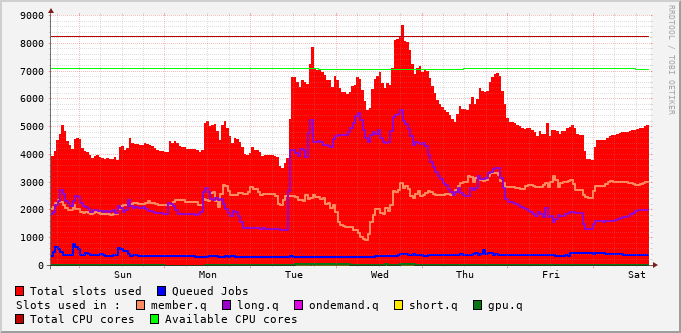 9000
8000
7000
6000
5000
4000
3000
2000
1000
0
Sun Mon Tue Wed Thu Fri Sat
RRDTOOL / TOBI OETIKER
Total slots used Queued Jobs
Slots used in : member.q long.q ondemand.q short.q gpu.q
Total CPU cores Available CPU cores